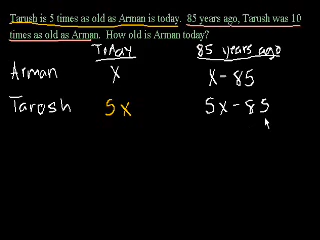 Tarush is 5 times as old as Arman is today. 85 years ago, Tarush was 10
times as old as Arman. How old is Arman today?
Today 85 years ago
Arman x x - 85
Tarush 5x 5x - 85